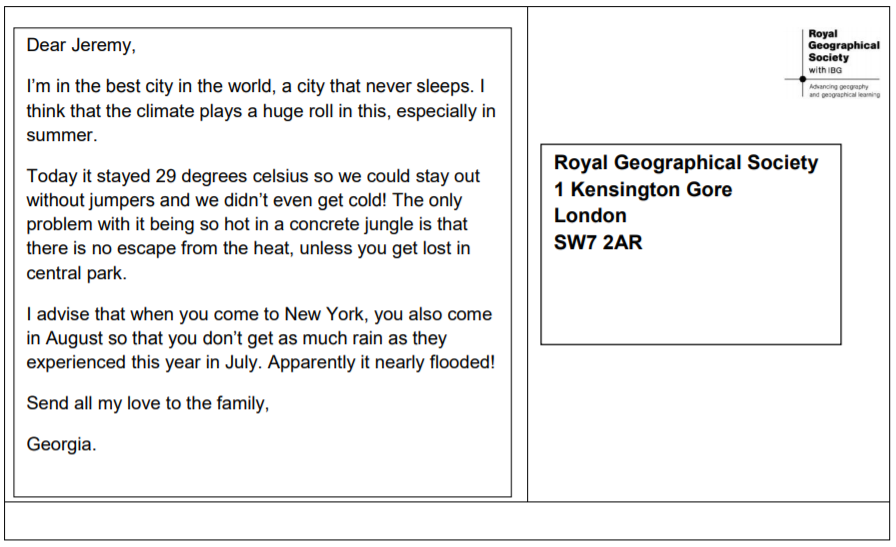 Dear Jeremy,
I'm in the best city in the world, a city that never sleeps. I
think that the climate plays a huge roll in this, especially in
summer.
Today it stayed 29 degrees celsius so we could stay out
without jumpers and we didn't even get cold! The only
problem with it being so hot in a concrete jungle is that
there is no escape from the heat, unless you get lost in
central park.
I advise that when you come to New York, you also come
in August so that you don't get as much rain as they
experienced this year in July. Apparently it nearly flooded!
Send all my love to the family,
Georgia.
Royal
Geographical
Society
with IBG
Advancing geography
and geographical learning
Royal Geographical Society
1 Kensington Gore
London
SW7 2AR